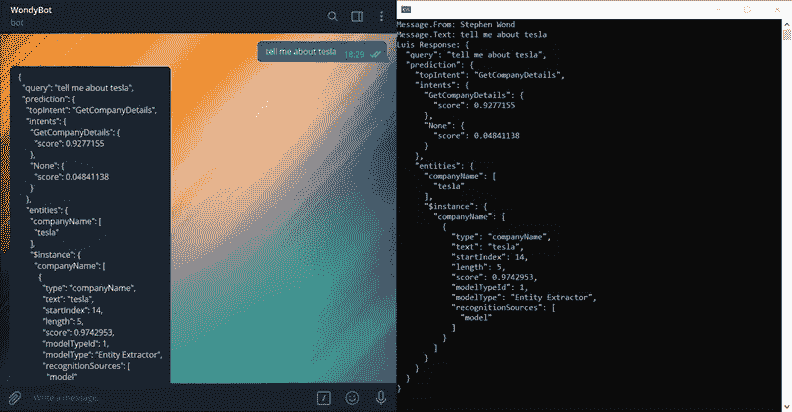 WondyBot
bot
tell me about tesla
18:29
{
"query": "tell me about tesla",
"prediction": {
"topIntent": "GetCompanyDetails",
"intents": {
"GetCompanyDetails": {
"score": 0.9277155
},
"None": {
"score": 0.04841138
}
},
"entities": {
"companyName": [
"tesla"
],
"$instance": {
"companyName": [
{
"type": "companyName",
"text": "tesla",
"startIndex": 14,
"length": 5,
"score": 0.9742953,
"modelTypeId": 1,
"modelType": "Entity Extractor",
"recognitionSources": [
"model"
Write a message...
Message.From: Stephen Wond
Message.Text: tell me about tesla
Luis Response: {
"query": "tell me about tesla",
"prediction": {
"topIntent": "GetCompanyDetails",
"intents": {
"GetCompanyDetails": {
"score": 0.9277155
},
"None": {
"score": 0.04841138
}
},
"entities": {
"companyName": [
"tesla"
],
"$instance": {
"companyName": [
{
"type": "companyName",
"text": "tesla",
"startIndex": 14,
"length": 5,
"score": 0.9742953,
"modelTypeId": 1,
"modelType": "Entity Extractor",
"recognitionSources": [
"model"
]
}
]
}
}
}
}